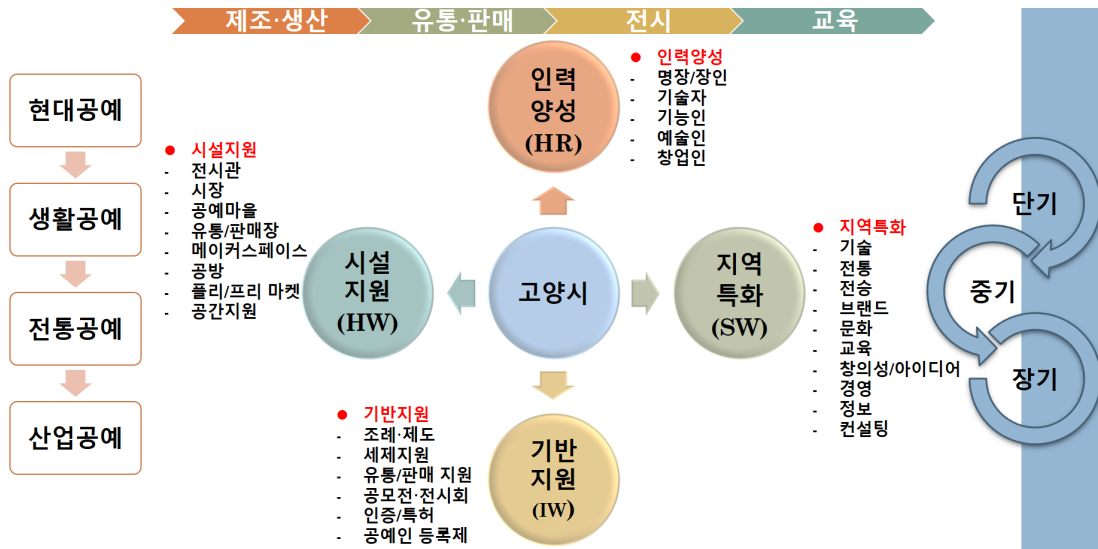 제조·생산
유통·판매
전시
교육
현대공예
생활공예
전통공예
산업공예
● 시설지원
- 전시관
- 시장
- 공예마을
- 유통/판매장
- 메이커스페이스
- 공방
- 플리/프리 마켓
- 공간지원
인력
양성
(HR)
● 인력양성
- 명장/장인
- 기술자
- 기능인
- 예술인
- 창업인
시설
지원
(HW)
고양시
지역
특화
(SW)
● 지역특화
- 기술
- 전통
- 전승
- 브랜드
- 문화
- 교육
- 창의성/아이디어
- 경영
- 정보
- 컨설팅
● 기반지원
- 조례·제도
- 세제지원
- 유통/판매 지원
- 공모전·전시회
- 인증/특허
- 공예인 등록제
기반
지원
(IW)
단기
중기
장기